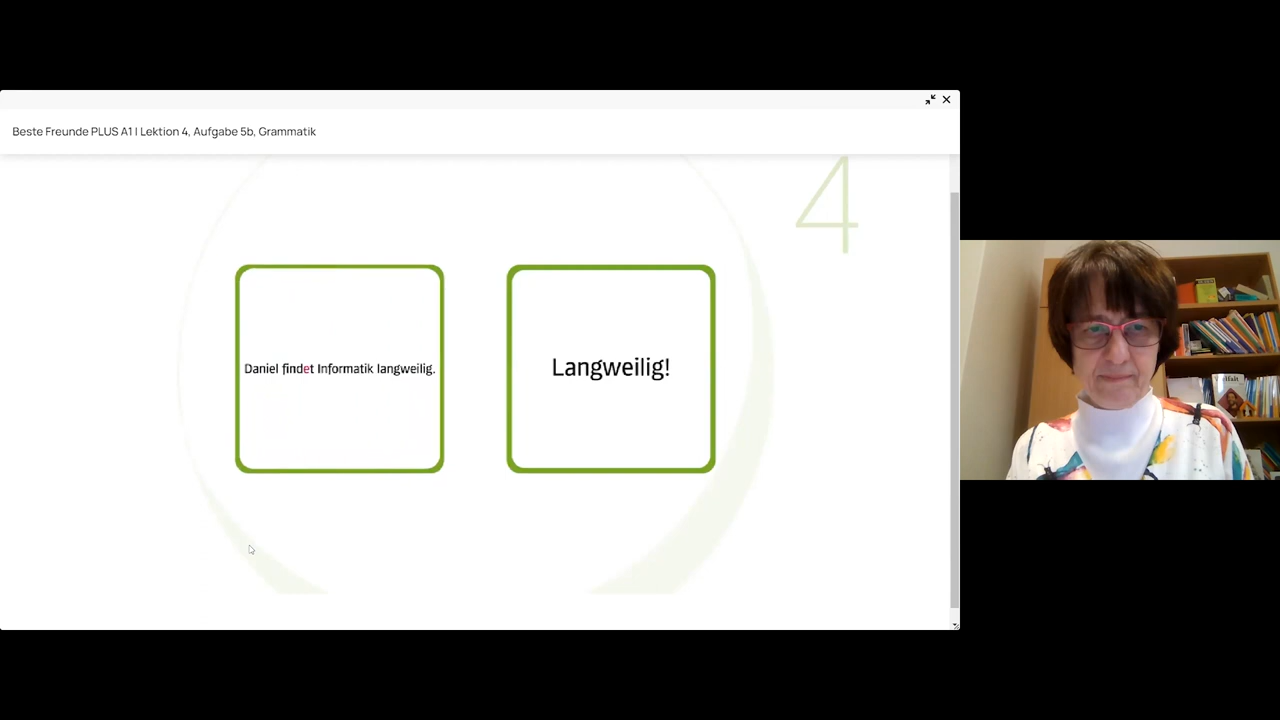 Beste Freunde PLUS A1 | Lektion 4, Aufgabe 5b, Grammatik
4
Daniel findet Informatik langweilig.
Langweilig!